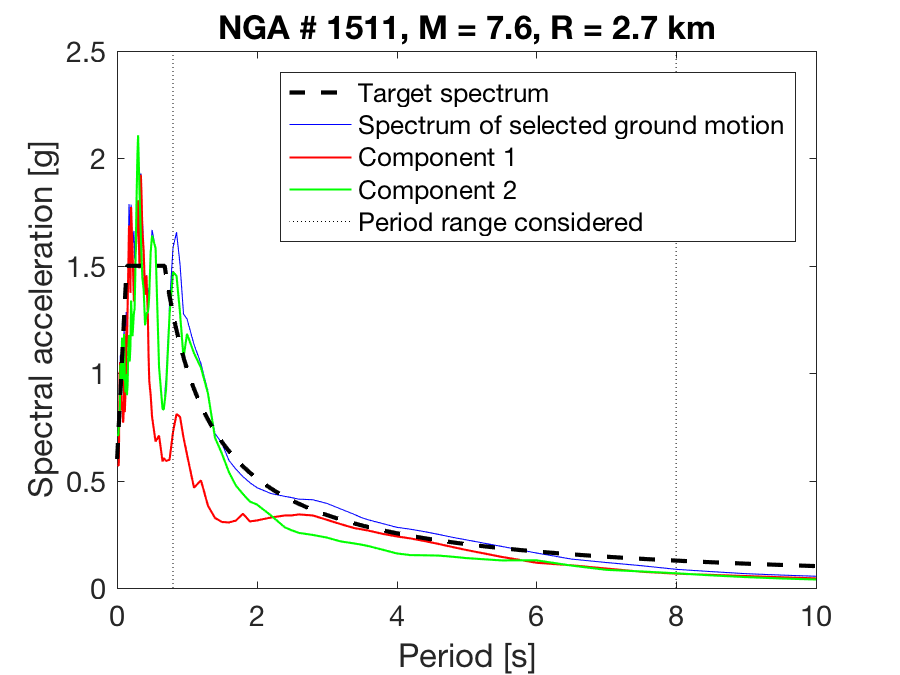 NGA # 1511, M = 7.6, R = 2.7 km
2.5
Target spectrum
Spectrum of selected ground motion
Component 1
Component 2
Period range considered
2
1.5
1
0.5
0
Spectral acceleration [g]
0 2 4 6 8 10
Period [s]